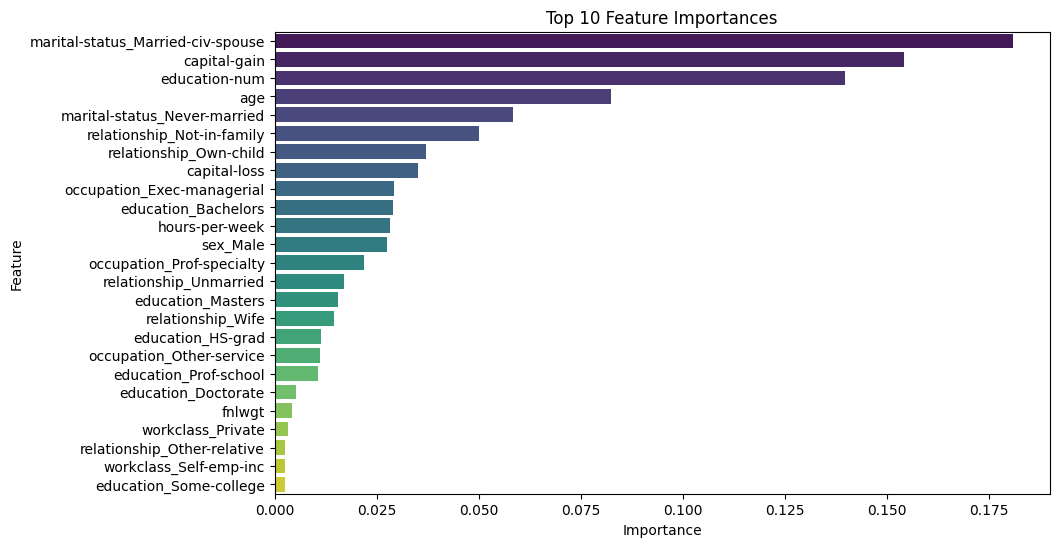 Top 10 Feature Importances
Feature
marital-status_Married-civ-spouse
capital-gain
education-num
age
marital-status_Never-married
relationship_Not-in-family
relationship_Own-child
capital-loss
occupation_Exec-managerial
education_Bachelors
hours-per-week
sex_Male
occupation_Prof-specialty
relationship_Unmarried
education_Masters
relationship_Wife
education_HS-grad
occupation_Other-service
education_Prof-school
education_Doctorate
fnlwgt
workclass_Private
relationship_Other-relative
workclass_Self-emp-inc
education_Some-college
0.000 0.025 0.050 0.075 0.100 0.125 0.150 0.175
Importance